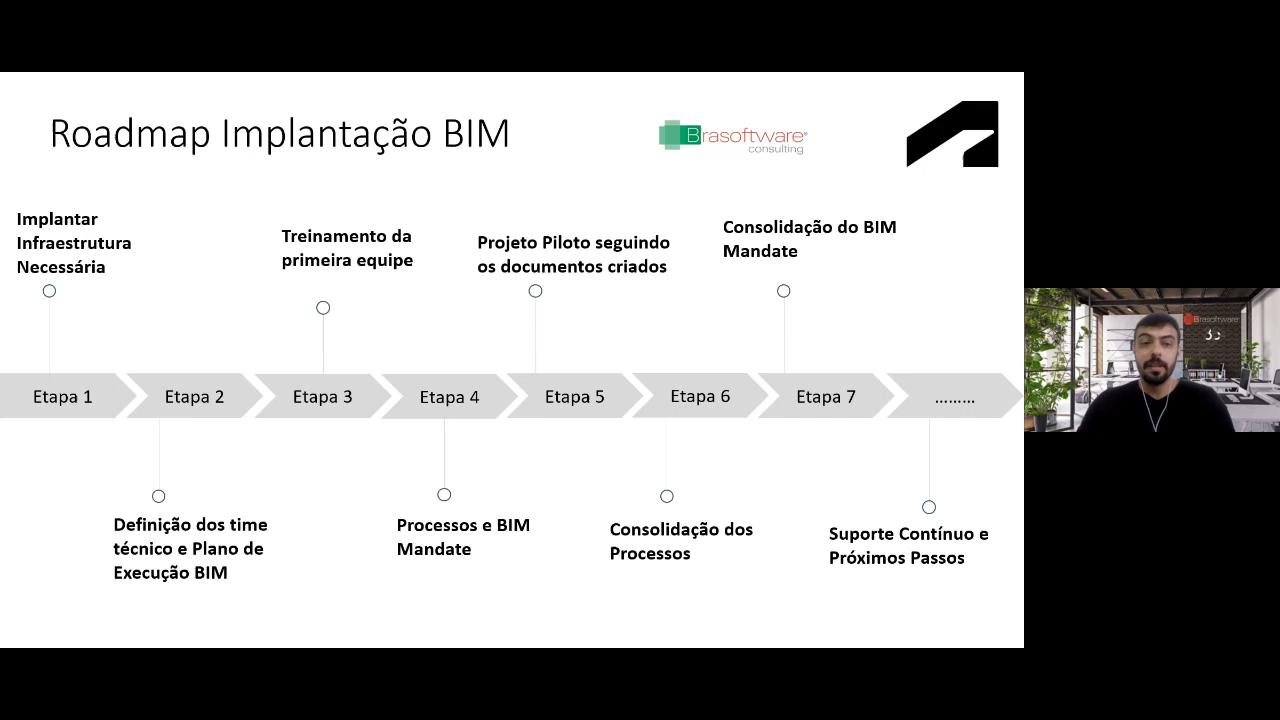 Roadmap Implantação BIM
Brasoftware®
consulting
Implantar
Infraestrutura
Necessária
Treinamento da
primeira equipe
Projeto Piloto seguindo
os documentos criados
Consolidação do BIM
Mandate
Etapa 1
Etapa 2
Etapa 3
Etapa 4
Etapa 5
Etapa 6
Etapa 7
.........
Definição dos time
técnico e Plano de
Execução BIM
Processos e BIM
Mandate
Consolidação dos
Processos
Suporte Contínuo e
Próximos Passos
Brasoftware